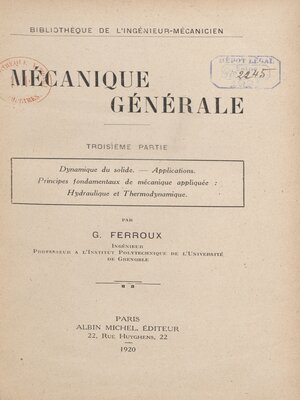 BIBLIOTHÈQUE DE L'INGÉNIEUR-MÉCANICIEN
DÉPÔT LÉGAL
2245
MÉCANIQUE
GÉNÉRALE
TROISIÈME PARTIE
Dynamique du solide. — Applications.
Principes fondamentaux de mécanique appliquée :
Hydraulique et Thermodynamique.
PAR
G. FERROUX
INGÉNIEUR
PROFESSEUR A L'INSTITUT POLYTECHNIQUE DE L'UNIVERSITÉ
DE GRENOBLE
PARIS
ALBIN MICHEL, ÉDITEUR
22, RUE HUYGHENS, 22
1920